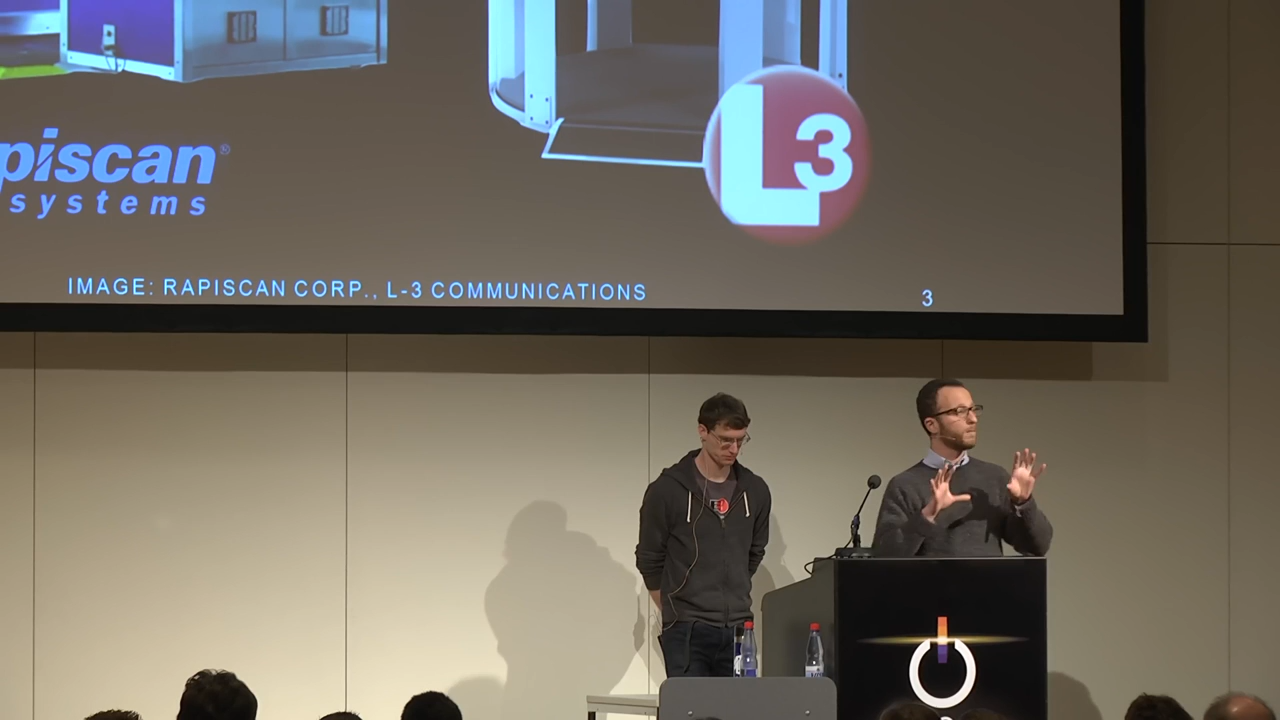 piscan®
systems
L3
IMAGE: RAPISCAN CORP., L-3 COMMUNICATIONS
3